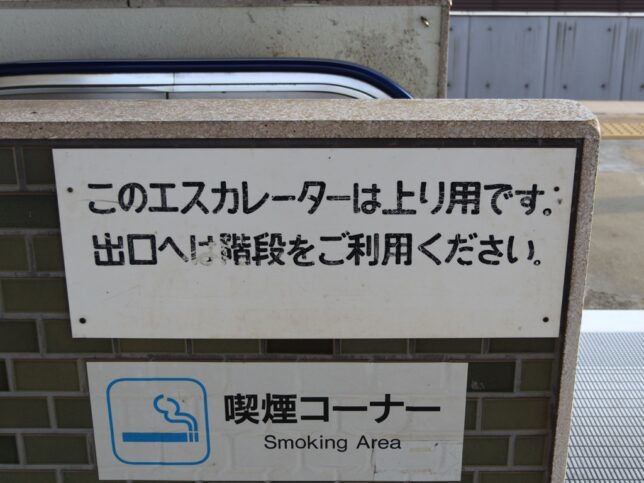 このエスカレーターは上り用です。
出口へは階段をご利用ください。
喫煙コーナー
Smoking Area